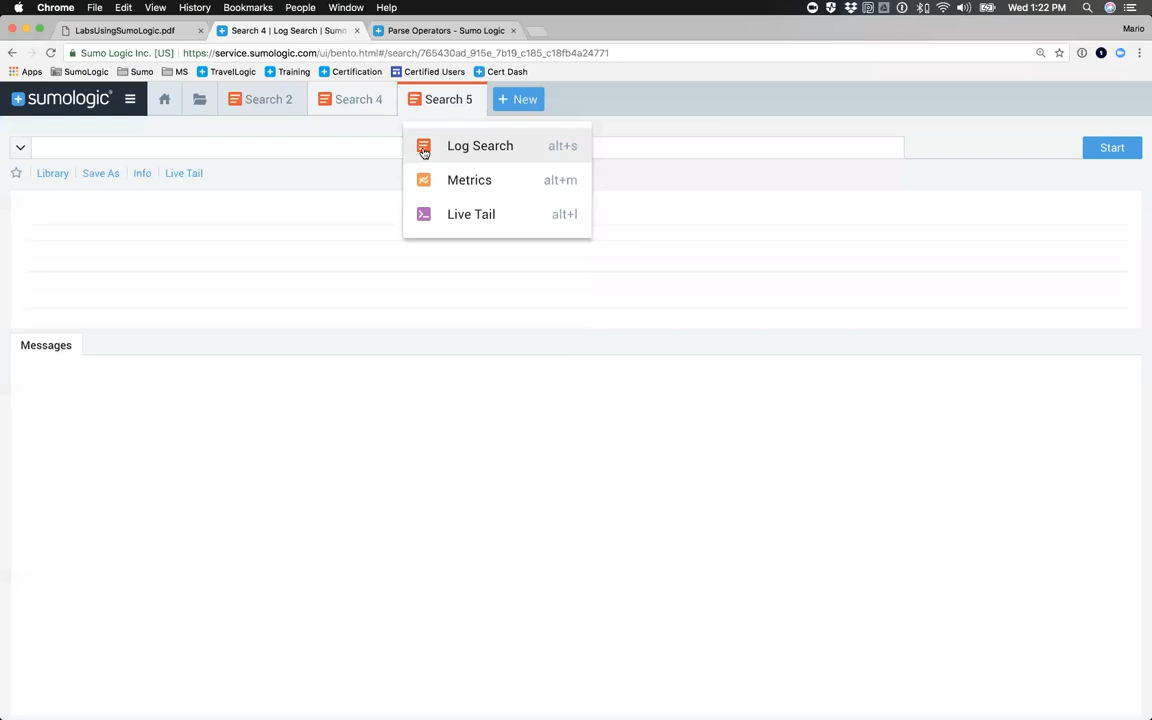 Chrome File Edit View History Bookmarks People Window Help Wed 1:22 PM
LabsUsingSumoLogic.pdf × Search 4 | Log Search | Sumo × Parse Operators - Sumo Logic × Mario
Sumo Logic Inc. [US] https://service.sumologic.com/ui/bento.html#/search/765430ad_915e_7b19_c185_c18fb4a24771
Apps SumoLogic Sumo MS TravelLogic Training Certification Certified Users Cert Dash
sumologic Search 2 Search 4 Search 5 + New
Log Search alt+s
Start
Library Save As Info Live Tail
Metrics alt+m
Live Tail alt+l
Messages